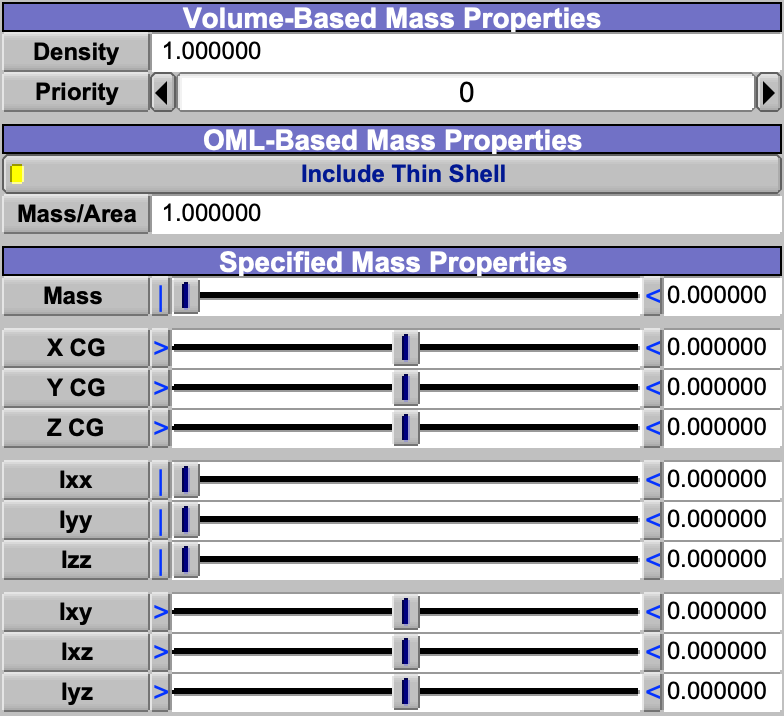 Volume-Based Mass Properties
Density 1.000000
Priority 0
OML-Based Mass Properties
Include Thin Shell
Mass/Area 1.000000
Specified Mass Properties
Mass | < 0.000000
X CG > < 0.000000
Y CG > < 0.000000
Z CG > < 0.000000
Ixx | < 0.000000
Iyy | < 0.000000
Izz | < 0.000000
Ixy > < 0.000000
Ixz > < 0.000000
Iyz > < 0.000000